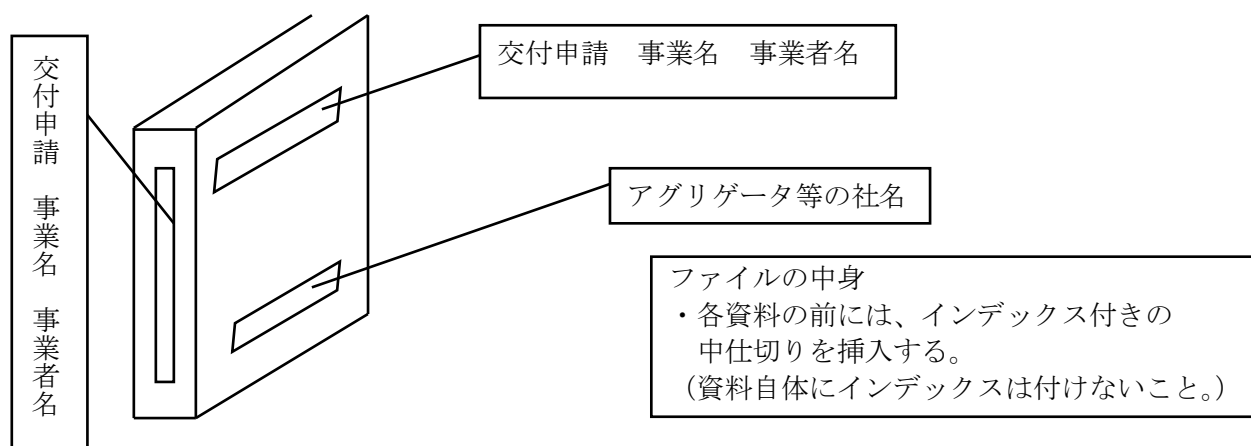 交付申請　事業名　事業者名
交付申請　事業名　事業者名
アグリゲータ等の社名
ファイルの中身
・各資料の前には、インデックス付きの
中仕切りを挿入する。
（資料自体にインデックスは付けないこと。）